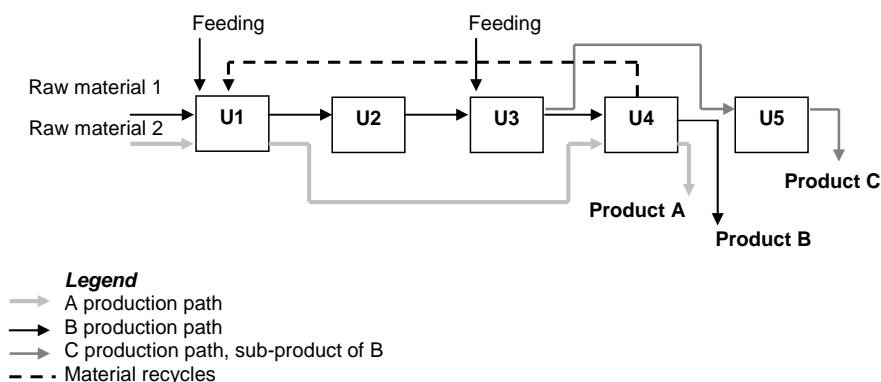 Feeding
Feeding
Raw material 1
Raw material 2
U1
U2
U3
U4
U5
Product C
Product A
Product B
Legend
A production path
B production path
C production path, sub-product of B
Material recycles